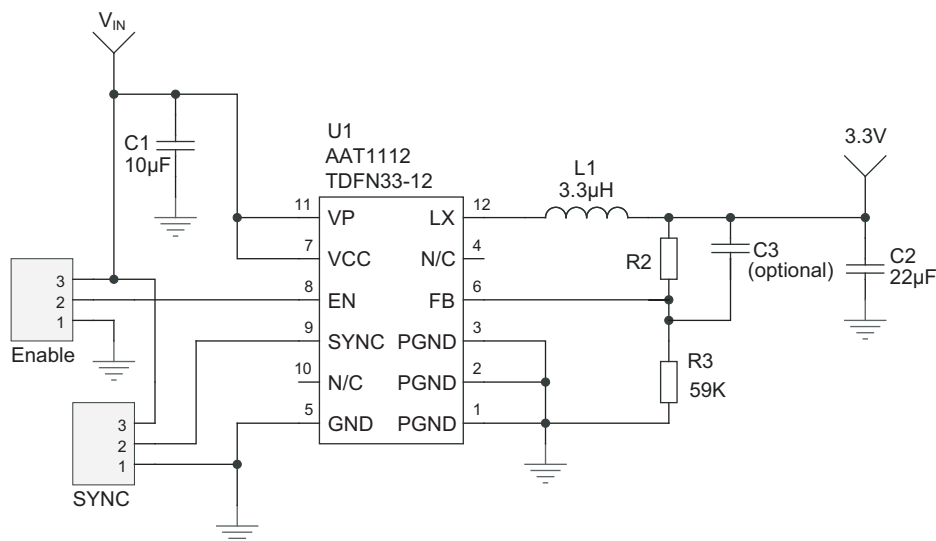 VIN
C1
10µF
U1
AAT1112
TDFN33-12
L1
3.3µH
3.3V
11 VP LX 12
7 VCC N/C 4
8 EN FB 6
9 SYNC PGND 3
10 N/C PGND 2
5 GND PGND 1
R2
C3
(optional)
C2
22µF
R3
59K
3
2
1
Enable
3
2
1
SYNC